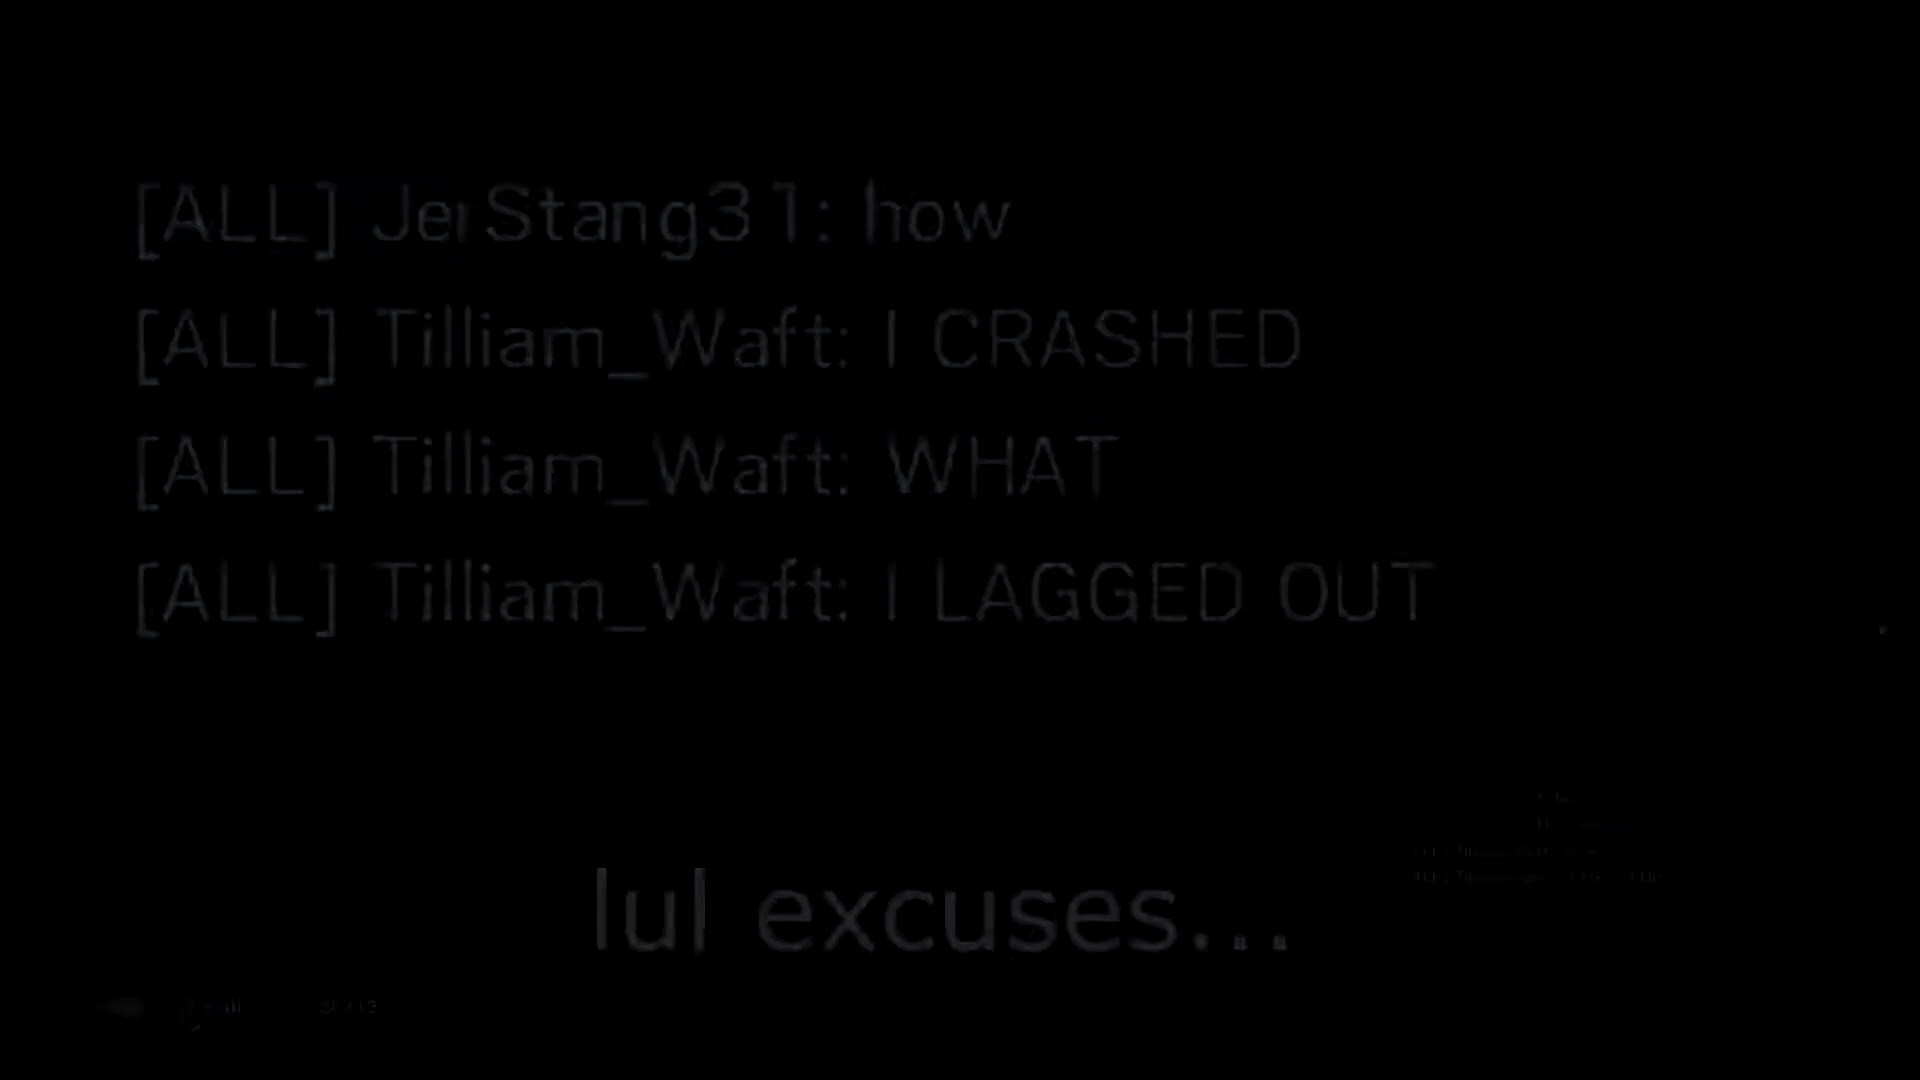 [ALL] JerStang31: how
[ALL] Tilliam_Waft: I CRASHED
[ALL] Tilliam_Waft: WHAT
[ALL] Tilliam_Waft: I LAGGED OUT
lul excuses...